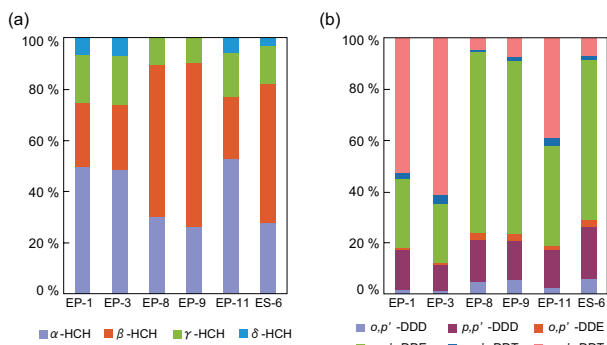 (a)
(b)
100 %
80 %
60 %
40 %
20 %
0 %
EP-1 EP-3 EP-8 EP-9 EP-11 ES-6
α-HCH β-HCH γ-HCH δ-HCH
100 %
80 %
60 %
40 %
20 %
0 %
EP-1 EP-3 EP-8 EP-9 EP-11 ES-6
o,p' -DDD p,p' -DDD o,p' -DDE